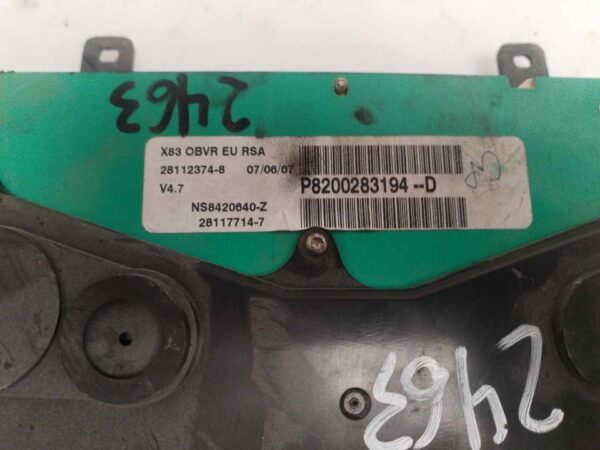 2463
X83 OBVR EU RSA
28112374-8 07/06/07
V4.7
P8200283194--D
NS8420640-Z
28117714-7
2463